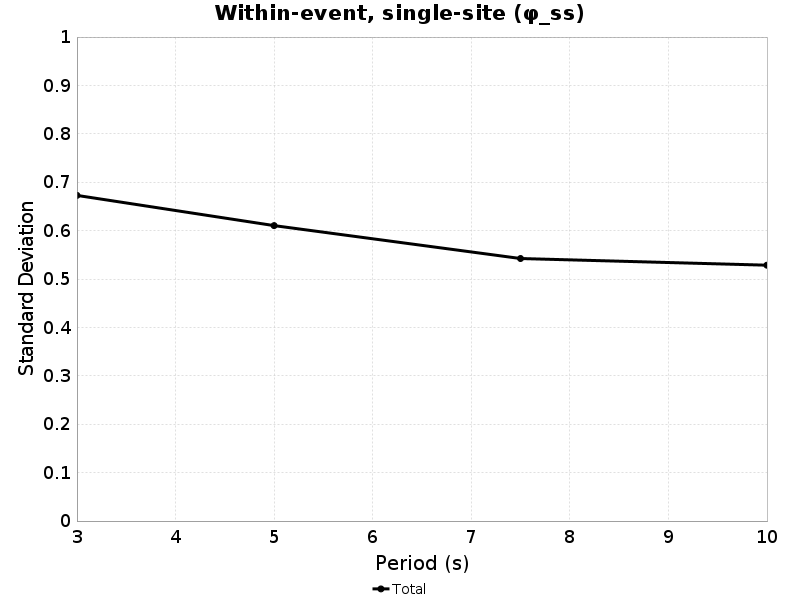 Within-event, single-site (φ_ss)
1
0.9
0.8
0.7
0.6
0.5
0.4
0.3
0.2
0.1
0
Standard Deviation
3 4 5 6 7 8 9 10
Period (s)
Total